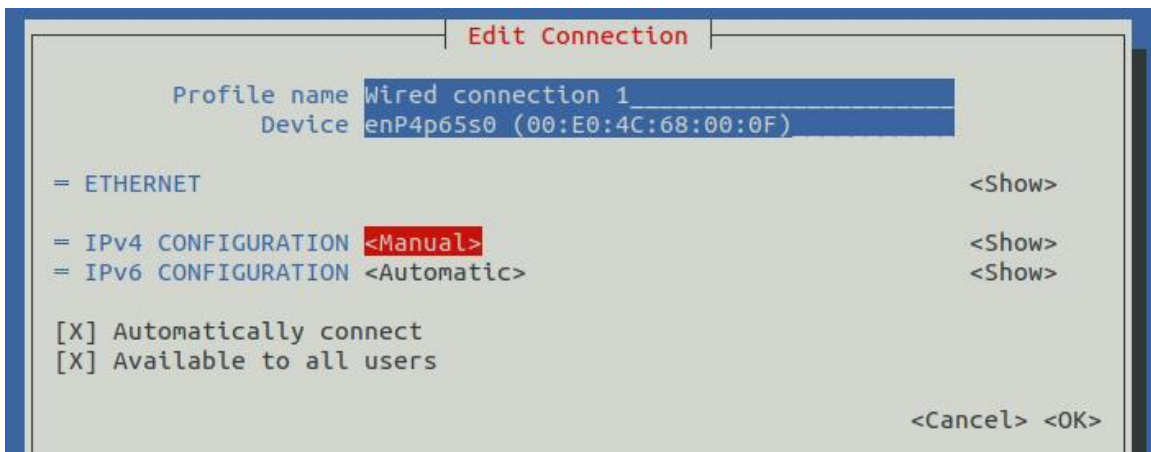 Edit Connection
Profile name Wired connection 1
Device enP4p65s0 (00:E0:4C:68:00:0F)
= ETHERNET <Show>
= IPv4 CONFIGURATION <Manual> <Show>
= IPv6 CONFIGURATION <Automatic> <Show>
[X] Automatically connect
[X] Available to all users
<Cancel> <OK>